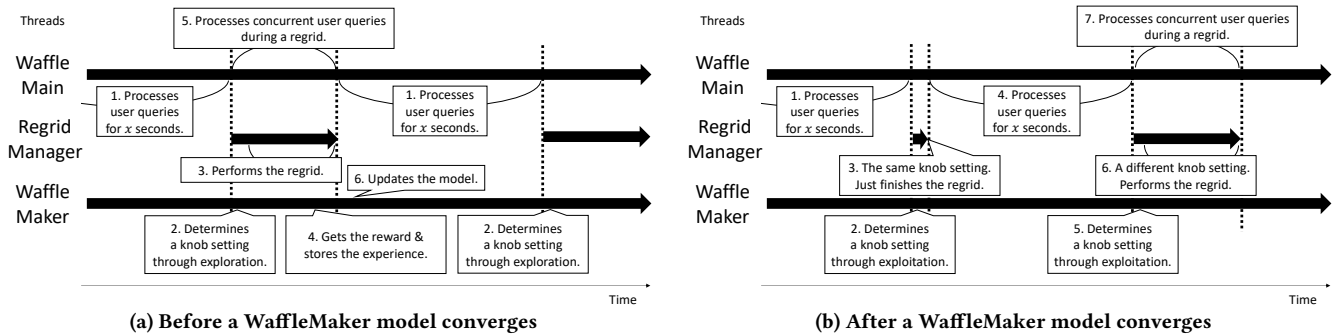 Threads
5. Processes concurrent user queries
during a regrid.
Waffle
Main
1. Processes
user queries
for x seconds.
1. Processes
user queries
for x seconds.
Regrid
Manager
3. Performs the regrid.
6. Updates the model.
Waffle
Maker
2. Determines
a knob setting
through exploration.
4. Gets the reward &
stores the experience.
2. Determines
a knob setting
through exploration.
Time
(a) Before a WaffleMaker model converges
Threads
7. Processes concurrent user queries
during a regrid.
Waffle
Main
1. Processes
user queries
for x seconds.
4. Processes
user queries
for x seconds.
Regrid
Manager
3. The same knob setting.
Just finishes the regrid.
6. A different knob setting.
Performs the regrid.
Waffle
Maker
2. Determines
a knob setting
through exploitation.
5. Determines
a knob setting
through exploitation.
Time
(b) After a WaffleMaker model converges